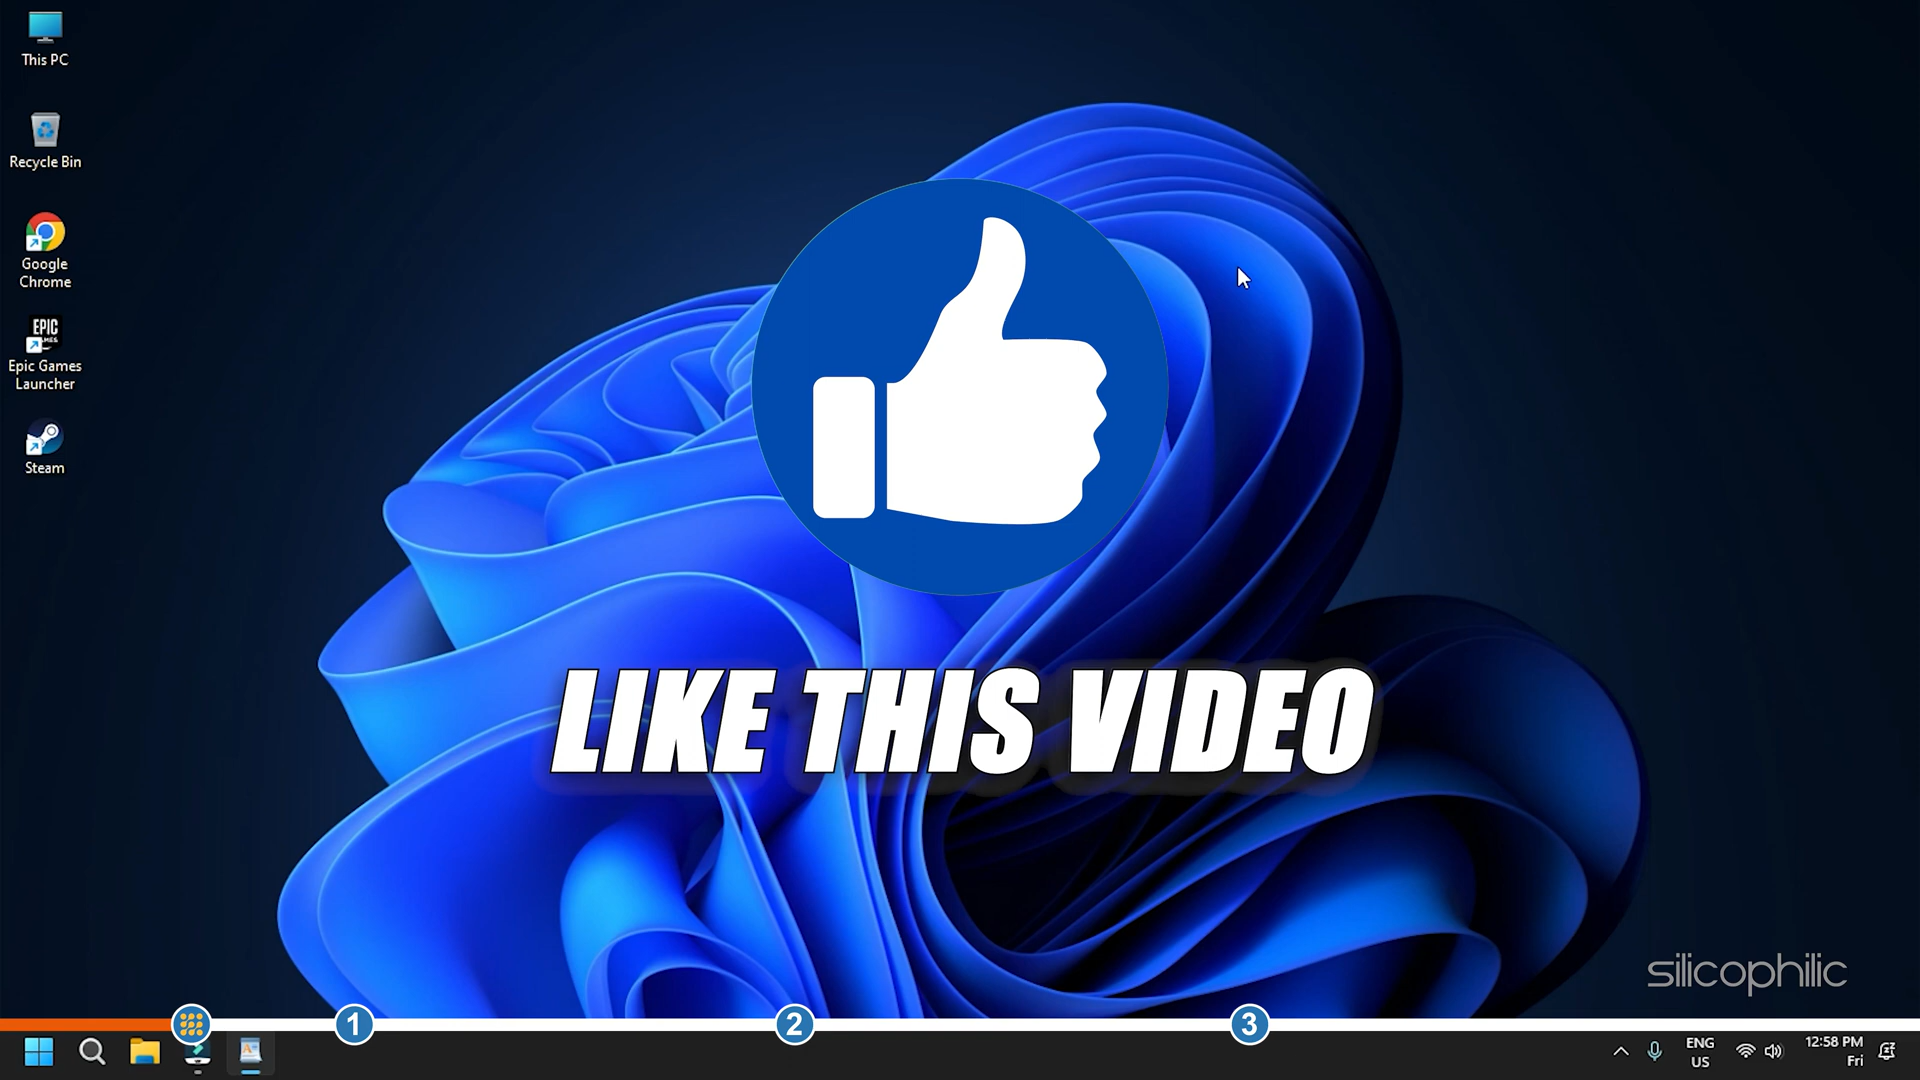 This PC
Recycle Bin
Google
Chrome
EPIC
Epic Games
Launcher
Steam
LIKE THIS VIDEO
silicophilic
1
2
3
ENG
US
12:58 PM
Fri